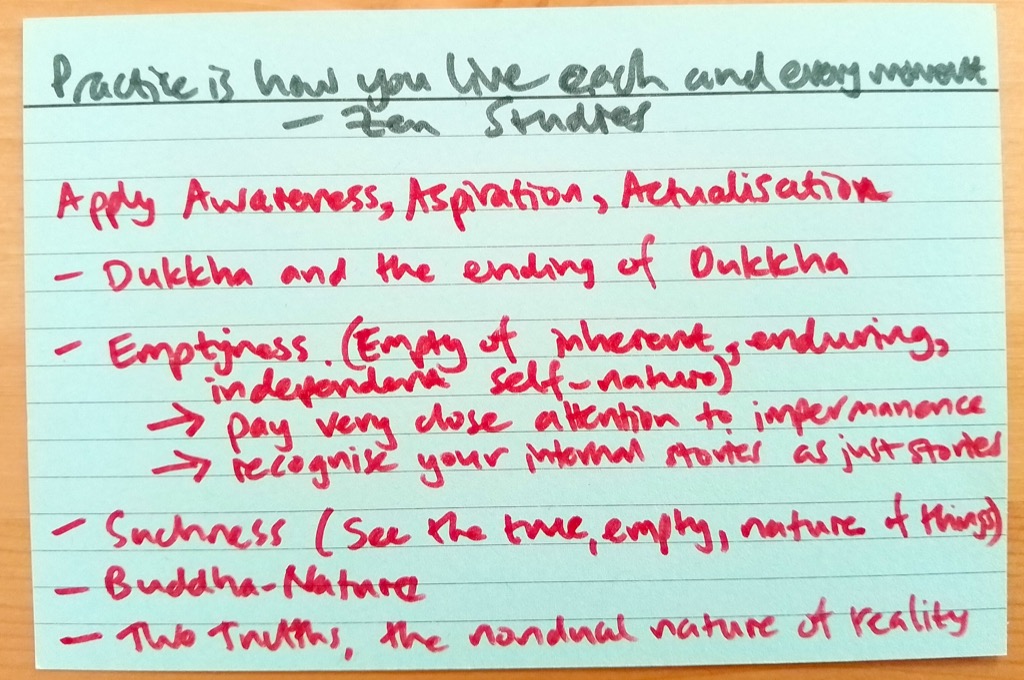 Practice is how you live each and every moment
- Zen Studies
Apply Awareness, Aspiration, Actualisation
- Dukkha and the ending of Dukkha
- Emptyness. (Empty of inherent, enduring,
independent self-nature)
→ pay very close attention to impermanence
→ recognise your internal stories as just stories
- Suchness (See the true, empty, nature of things)
- Buddha-Nature
- Two Truths, the nondual nature of reality